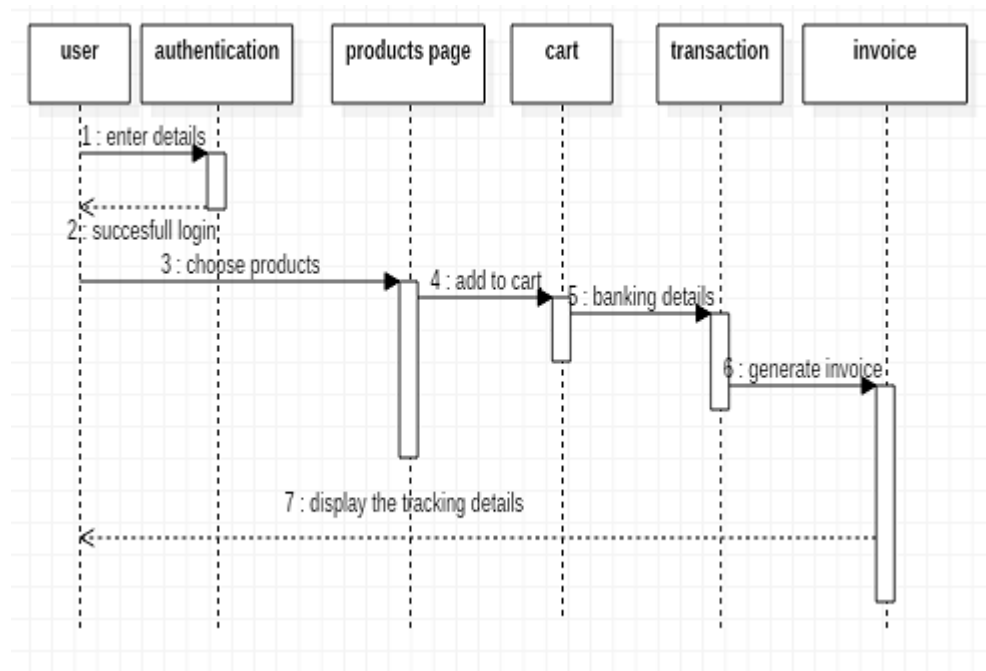 user
authentication
products page
cart
transaction
invoice
1 : enter details
2 : succesfull login
3 : choose products
4 : add to cart
5 : banking details
6 : generate invoice
7 : display the tracking details